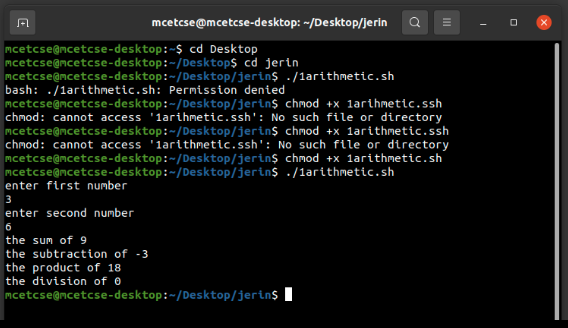 mcetcse@mcetcse-desktop: ~/Desktop/jerin
mcetcse@mcetcse-desktop:~$ cd Desktop
mcetcse@mcetcse-desktop:~/Desktop$ cd jerin
mcetcse@mcetcse-desktop:~/Desktop/jerin$ ./1arithmetic.sh
bash: ./1arithmetic.sh: Permission denied
mcetcse@mcetcse-desktop:~/Desktop/jerin$ chmod +x 1arihmetic.ssh
chmod: cannot access '1arihmetic.ssh': No such file or directory
mcetcse@mcetcse-desktop:~/Desktop/jerin$ chmod +x 1arithmetic.ssh
chmod: cannot access '1arithmetic.ssh': No such file or directory
mcetcse@mcetcse-desktop:~/Desktop/jerin$ chmod +x 1arithmetic.sh
mcetcse@mcetcse-desktop:~/Desktop/jerin$ ./1arithmetic.sh
enter first number
3
enter second number
6
the sum of 9
the subtraction of -3
the product of 18
the division of 0
mcetcse@mcetcse-desktop:~/Desktop/jerin$